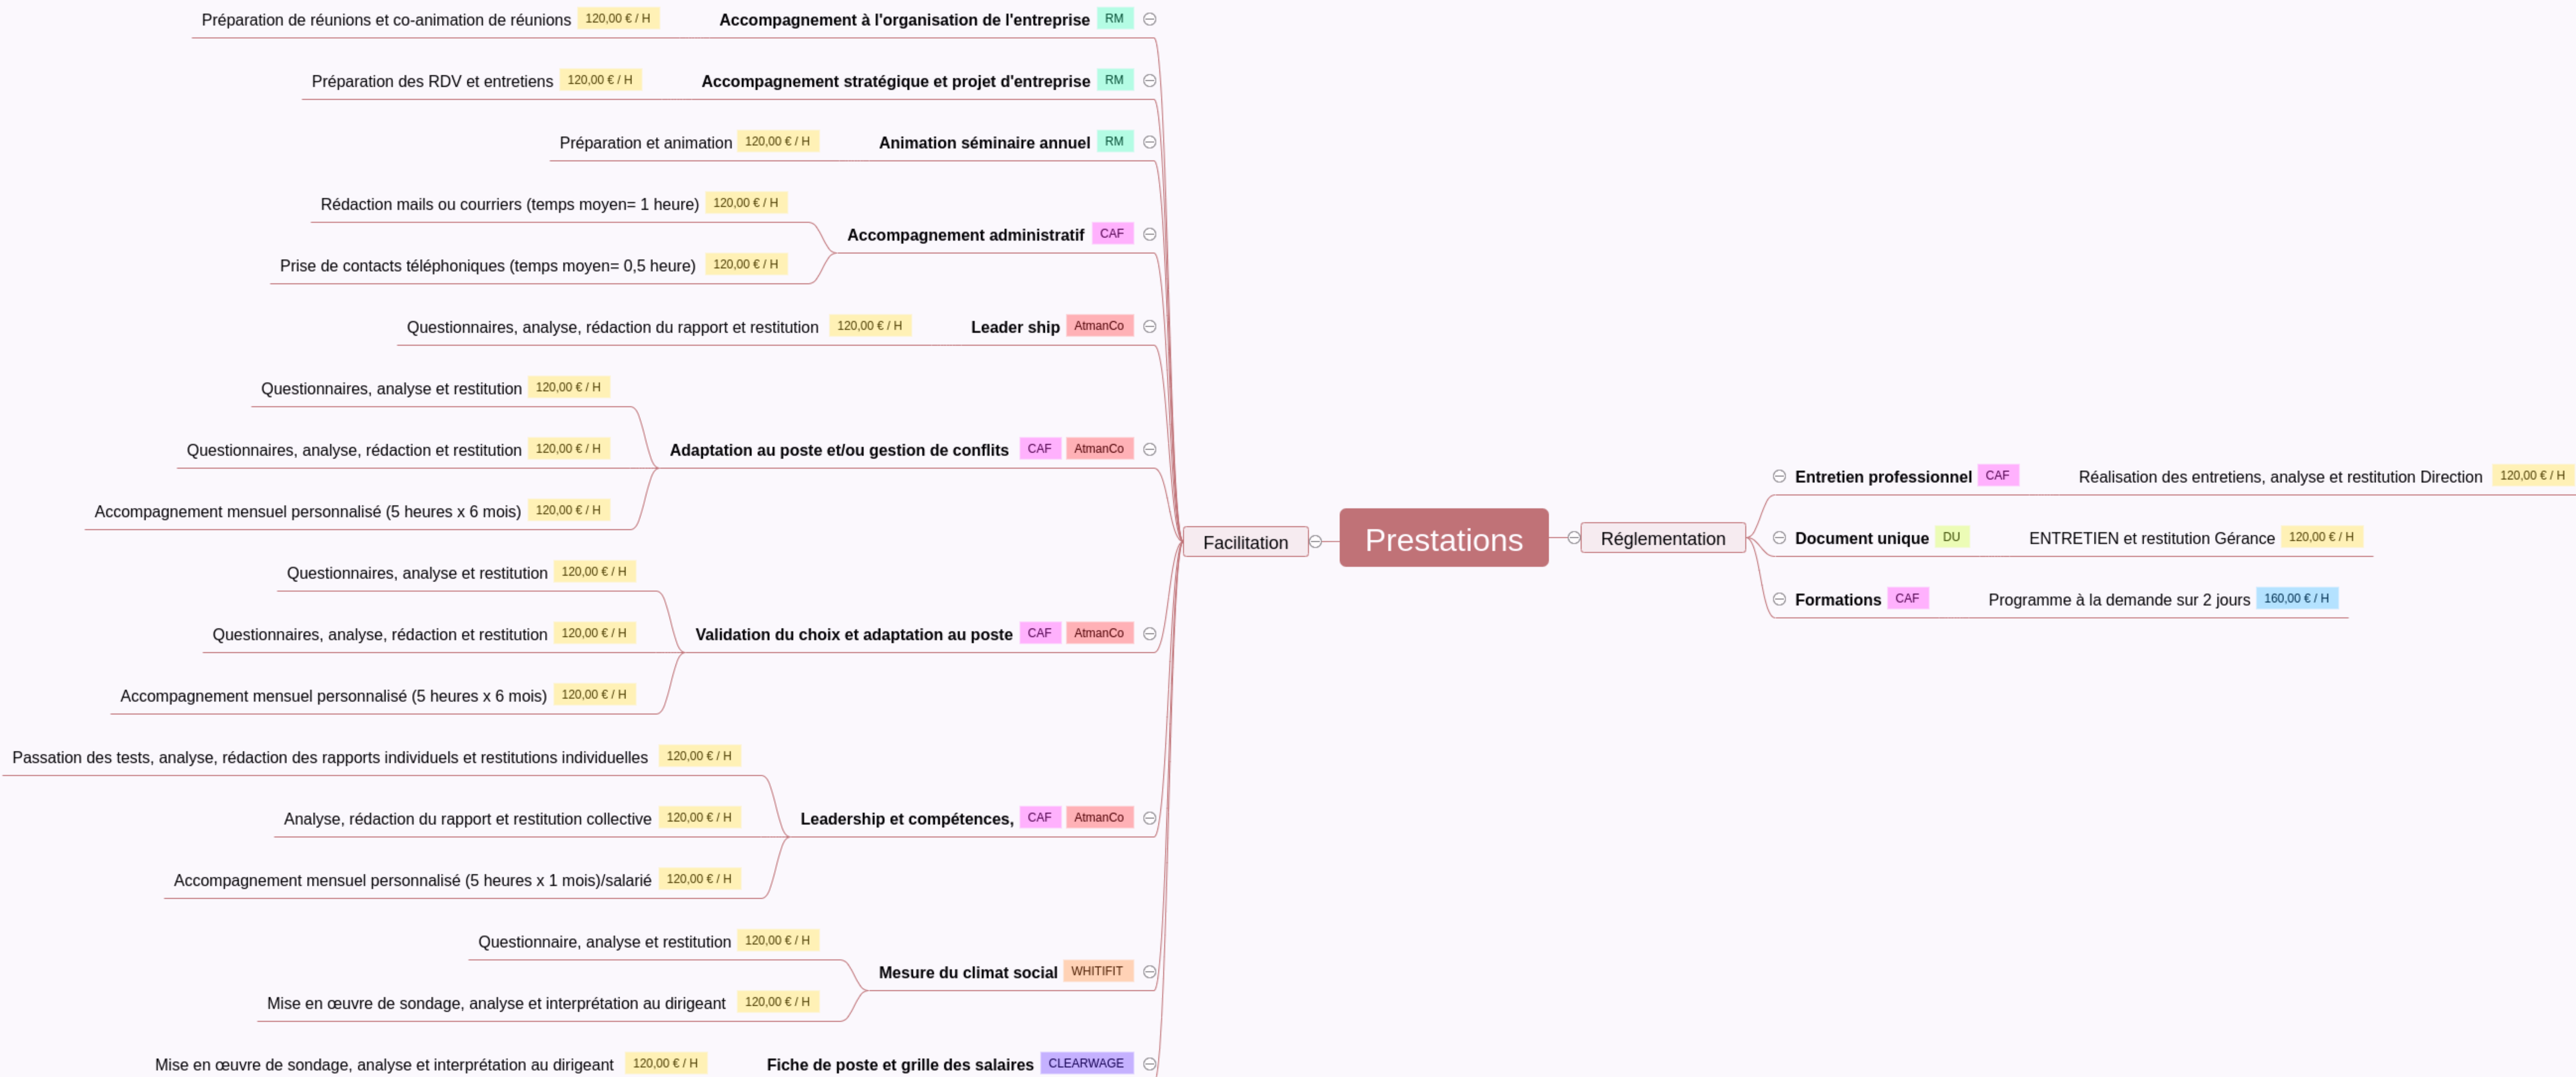 Préparation de réunions et co-animation de réunions 120,00 € / H Accompagnement à l'organisation de l'entreprise RM
Préparation des RDV et entretiens 120,00 € / H Accompagnement stratégique et projet d'entreprise RM
Préparation et animation 120,00 € / H Animation séminaire annuel RM
Rédaction mails ou courriers (temps moyen= 1 heure) 120,00 € / H
Accompagnement administratif CAF
Prise de contacts téléphoniques (temps moyen= 0,5 heure) 120,00 € / H
Questionnaires, analyse, rédaction du rapport et restitution 120,00 € / H Leader ship AtmanCo
Questionnaires, analyse et restitution 120,00 € / H
Questionnaires, analyse, rédaction et restitution 120,00 € / H Adaptation au poste et/ou gestion de conflits CAF AtmanCo
Accompagnement mensuel personnalisé (5 heures x 6 mois) 120,00 € / H
Questionnaires, analyse et restitution 120,00 € / H
Questionnaires, analyse, rédaction et restitution 120,00 € / H Validation du choix et adaptation au poste CAF AtmanCo
Accompagnement mensuel personnalisé (5 heures x 6 mois) 120,00 € / H
Passation des tests, analyse, rédaction des rapports individuels et restitutions individuelles 120,00 € / H
Analyse, rédaction du rapport et restitution collective 120,00 € / H Leadership et compétences, CAF AtmanCo
Accompagnement mensuel personnalisé (5 heures x 1 mois)/salarié 120,00 € / H
Questionnaire, analyse et restitution 120,00 € / H
Mesure du climat social WHITIFIT
Mise en œuvre de sondage, analyse et interprétation au dirigeant 120,00 € / H
Mise en œuvre de sondage, analyse et interprétation au dirigeant 120,00 € / H Fiche de poste et grille des salaires CLEARWAGE
Facilitation
Prestations
Réglementation
Entretien professionnel CAF Réalisation des entretiens, analyse et restitution Direction 120,00 € / H
Document unique DU ENTRETIEN et restitution Gérance 120,00 € / H
Formations CAF Programme à la demande sur 2 jours 160,00 € / H